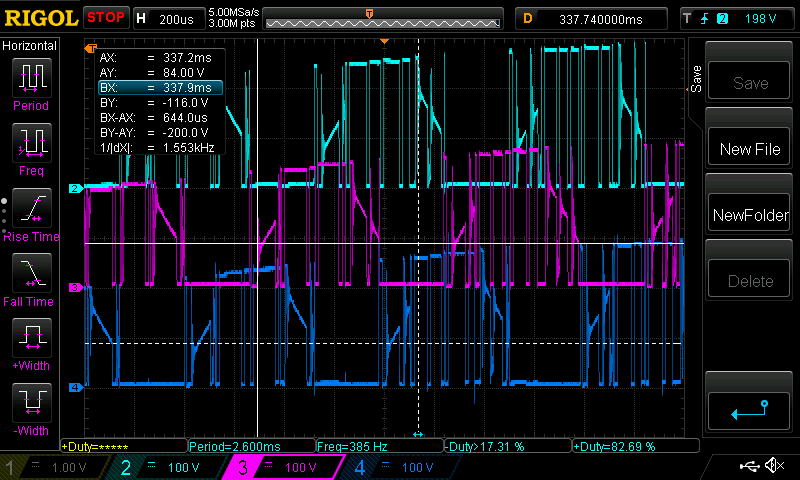 RIGOL STOP H 200us 5.00MSa/s 3.00M pts D 337.740000ms T 2 198 V
Horizontal
Period
Freq
Rise Time
Fall Time
+Width
-Width
AX: = 337.2ms
AY: = 84.00 V
BX: = 337.9ms
BY: = -116.0 V
BX-AX: = 644.0us
BY-AY: = -200.0 V
1/|dX|: = 1.553kHz
T
2
3
4
Save
Save
New File
NewFolder
Delete
+Duty=***** Period=2.600ms Freq=385 Hz -Duty>17.31 % +Duty=82.69 %
1 = 1.00 V 2 = 100 V 3 = 100 V 4 = 100 V